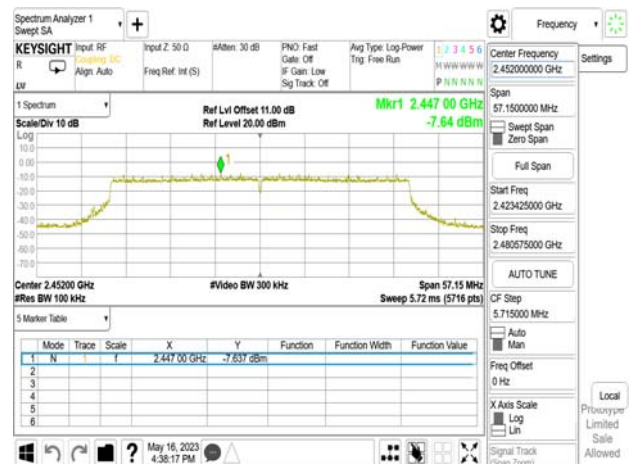 Spectrum Analyzer 1
Swept SA
Frequency
KEYSIGHT
R
LVI
Input: RF
Coupling: DC
Align: Auto
Input Z: 50 Ω
Freq Ref: Int (S)
#Atten: 30 dB
PNO: Fast
Gate: Off
IF Gain: Low
Sig Track: Off
Avg Type: Log-Power
Trig: Free Run
1 2 3 4 5 6
M W W W W W
P N N N N N
1 Spectrum
Scale/Div 10 dB
Log
Ref Lvl Offset 11.00 dB
Ref Level 20.00 dBm
Mkr1 2.447 00 GHz
-7.64 dBm
1
10.0
0.00
-10.0
-20.0
-30.0
-40.0
-50.0
-60.0
-70.0
Center 2.45200 GHz
#Res BW 100 kHz
#Video BW 300 kHz
Span 57.15 MHz
Sweep 5.72 ms (5716 pts)
5 Marker Table
Mode Trace Scale X Y Function Function Width Function Value
1 N 1 f 2.447 00 GHz -7.637 dBm
2
3
4
5
6
May 16, 2023
4:38:17 PM
Center Frequency
2.452000000 GHz
Settings
Span
57.1500000 MHz
Swept Span
Zero Span
Full Span
Start Freq
2.423425000 GHz
Stop Freq
2.480575000 GHz
AUTO TUNE
CF Step
5.715000 MHz
Auto
Man
Freq Offset
0 Hz
X Axis Scale
Log
Lin
Signal Track
(Span Zoom)
Local
Prototype
Limited
Sale
Allowed